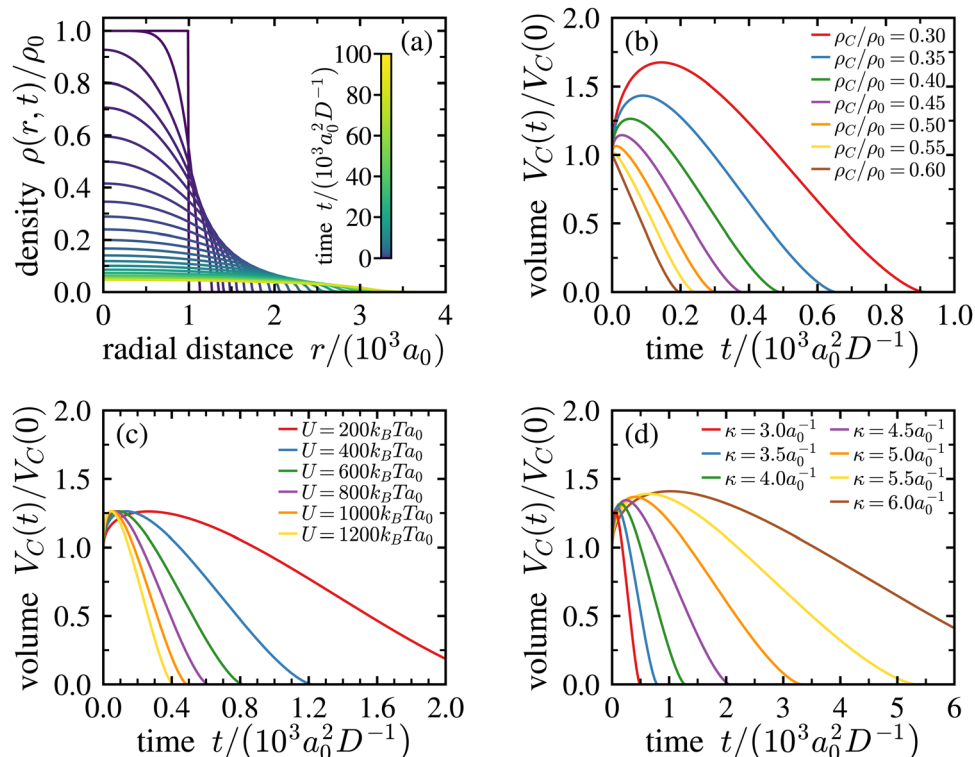 (a)
density ρ(r, t)/ρ₀
1.0
0.8
0.6
0.4
0.2
0.0
0 1 2 3 4
radial distance r/(10³a₀)
time t/(10³a₀²D⁻¹)
100
80
60
40
20
0
(b)
volume V_C(t)/V_C(0)
2.0
1.5
1.0
0.5
0.0
0.0 0.2 0.4 0.6 0.8 1.0
time t/(10³a₀²D⁻¹)
ρ_C/ρ₀ = 0.30
ρ_C/ρ₀ = 0.35
ρ_C/ρ₀ = 0.40
ρ_C/ρ₀ = 0.45
ρ_C/ρ₀ = 0.50
ρ_C/ρ₀ = 0.55
ρ_C/ρ₀ = 0.60
(c)
volume V_C(t)/V_C(0)
2.0
1.5
1.0
0.5
0.0
0.0 0.4 0.8 1.2 1.6 2.0
time t/(10³a₀²D⁻¹)
U = 200k_BTa₀
U = 400k_BTa₀
U = 600k_BTa₀
U = 800k_BTa₀
U = 1000k_BTa₀
U = 1200k_BTa₀
(d)
volume V_C(t)/V_C(0)
2.0
1.5
1.0
0.5
0.0
0 1 2 3 4 5 6
time t/(10³a₀²D⁻¹)
κ = 3.0a₀⁻¹
κ = 3.5a₀⁻¹
κ = 4.0a₀⁻¹
κ = 4.5a₀⁻¹
κ = 5.0a₀⁻¹
κ = 5.5a₀⁻¹
κ = 6.0a₀⁻¹